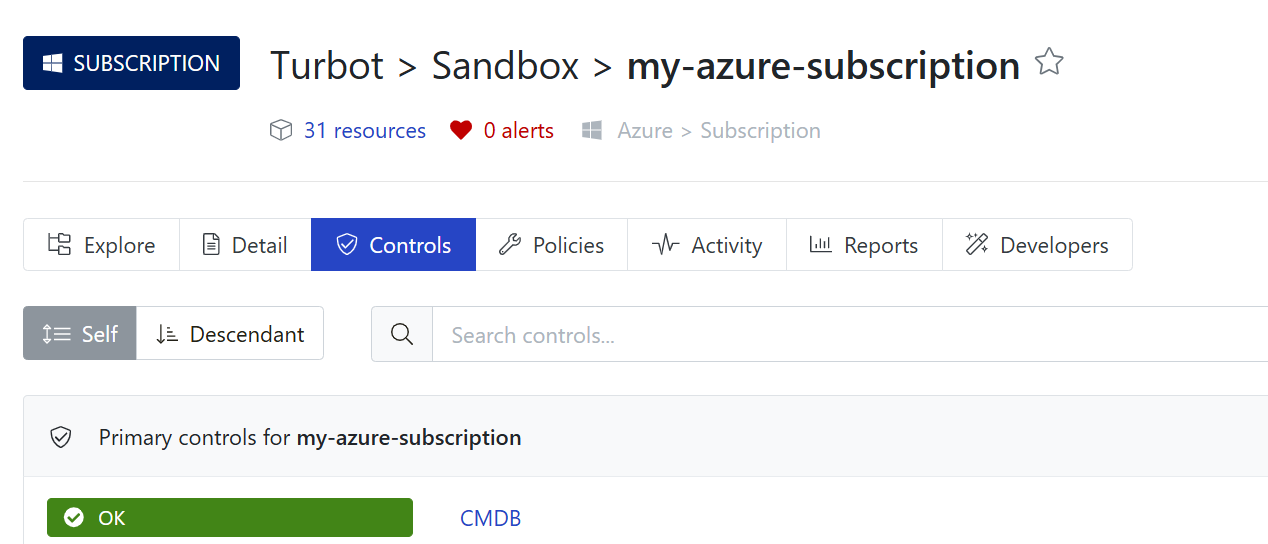 SUBSCRIPTION Turbot > Sandbox > my-azure-subscription
31 resources 0 alerts Azure > Subscription
Explore Detail Controls Policies Activity Reports Developers
Self Descendant Search controls...
Primary controls for my-azure-subscription
OK CMDB